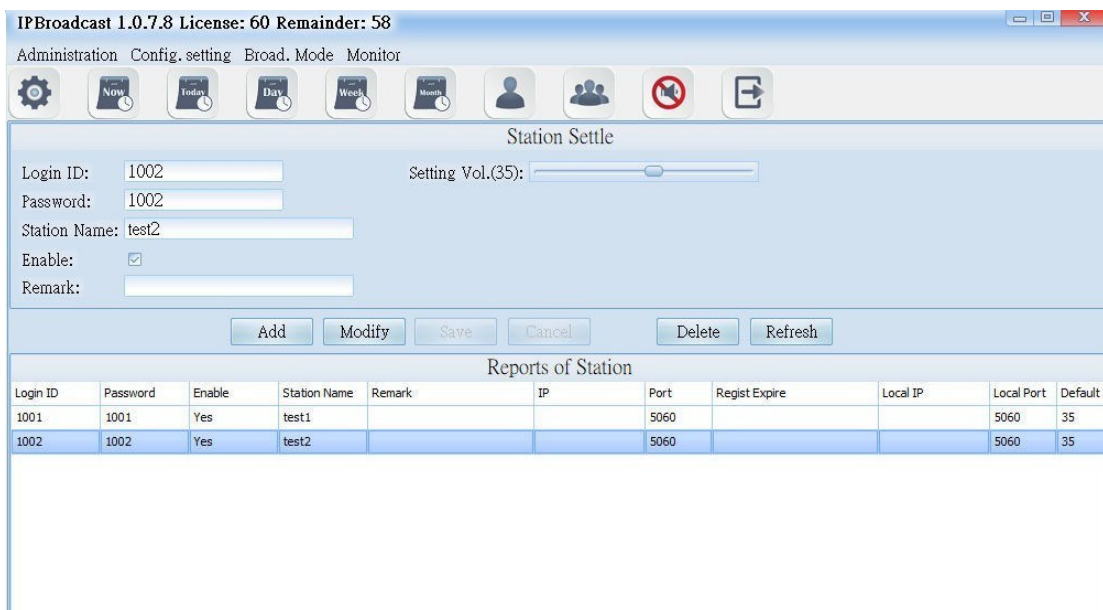 IPBroadcast 1.0.7.8 License: 60 Remainder: 58
Administration Config. setting Broad. Mode Monitor
Now Today Day Week Month
Station Settle
Login ID: 1002 Setting Vol.(35):
Password: 1002
Station Name: test2
Enable:
Remark:
Add Modify Save Cancel Delete Refresh
Reports of Station
Login ID Password Enable Station Name Remark IP Port Regist Expire Local IP Local Port Default
1001 1001 Yes test1 5060 5060 35
1002 1002 Yes test2 5060 5060 35